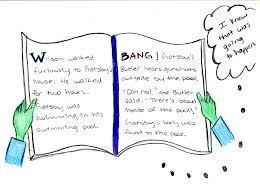 Wilson walked
furiously to Gatsby's
house. He walked
for two hours.
Gatsby was
swimming in his
swimming pool.
BANG! Gatsby's
Butler hears gunshots
outside by the pool.
"Oh no!" the Butler
said, "There's blood
inside of the pool."
Gatsby's body was
found in the pool.
I knew
that was
going to
happen.